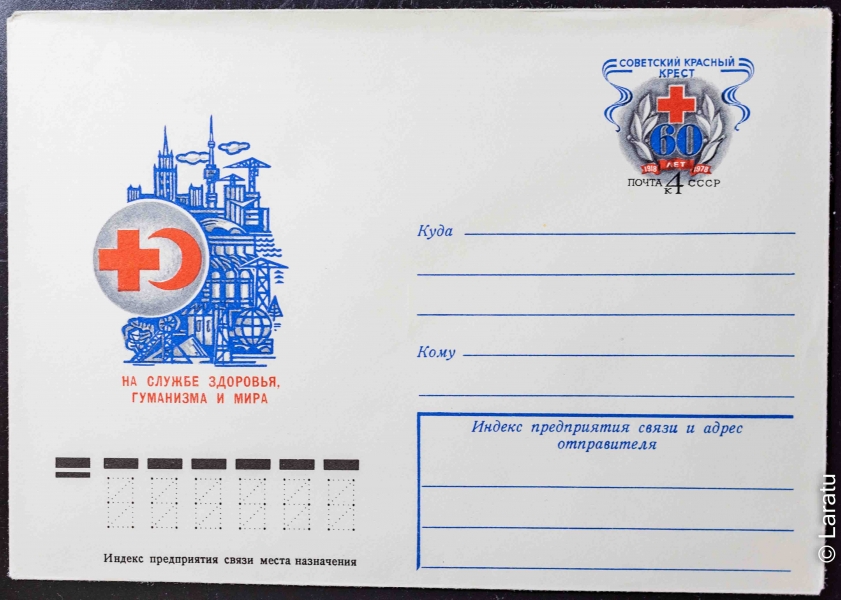 СОВЕТСКИЙ КРАСНЫЙ
КРЕСТ
60
ЛЕТ
1918 1978
ПОЧТА 4 СССР
К
Куда
Кому
НА СЛУЖБЕ ЗДОРОВЬЯ,
ГУМАНИЗМА И МИРА
Индекс предприятия связи и адрес
отправителя
Индекс предприятия связи места назначения
© Laratu